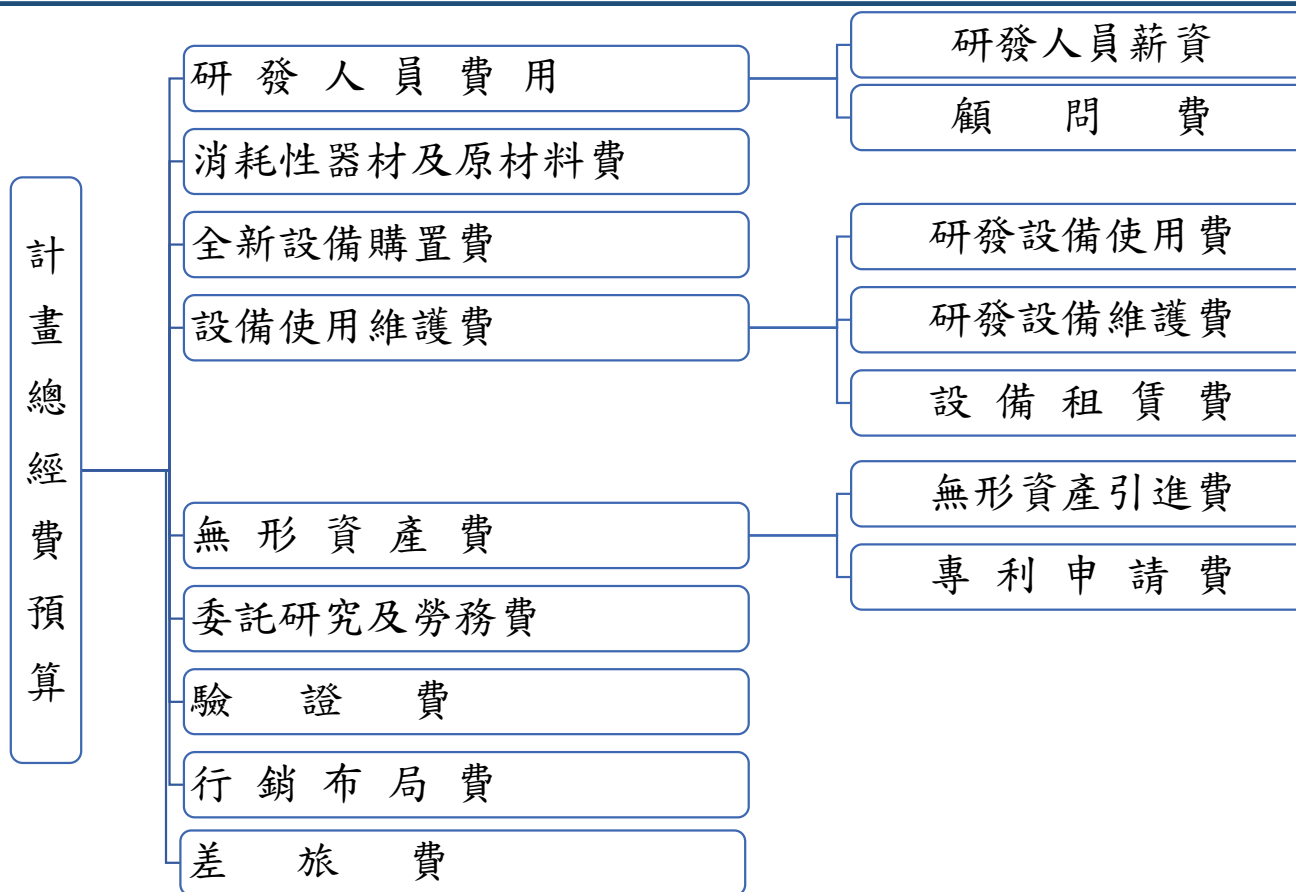 計畫總經費預算
研發人員費用
研發人員薪資
顧問費
消耗性器材及原材料費
全新設備購置費
設備使用維護費
研發設備使用費
研發設備維護費
設備租賃費
無形資產費
無形資產引進費
專利申請費
委託研究及勞務費
驗證費
行銷布局費
差旅費